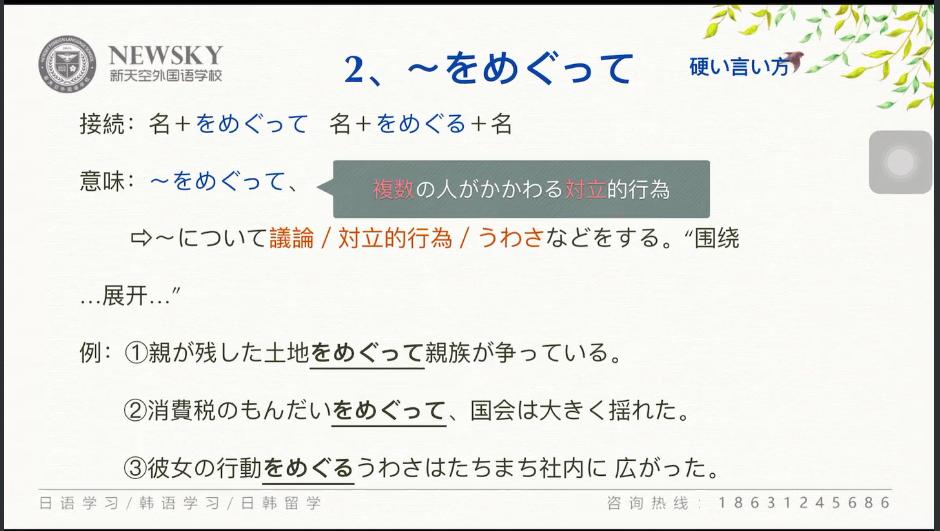 NEWSKY
新天空外国语学校
2、～をめぐって
硬い言い方
接続：名＋をめぐって 名＋をめぐる＋名
意味：～をめぐって、
複数の人がかかわる対立的行為
⇨～について議論 / 対立的行為 / うわさなどをする。“围绕
…展开…”
例：①親が残した土地をめぐって親族が争っている。
②消費税のもんだいをめぐって、国会は大きく揺れた。
③彼女の行動をめぐるうわさはたちまち社内に 広がった。
日语学习/韩语学习/日韩留学
咨询热线：18631245686